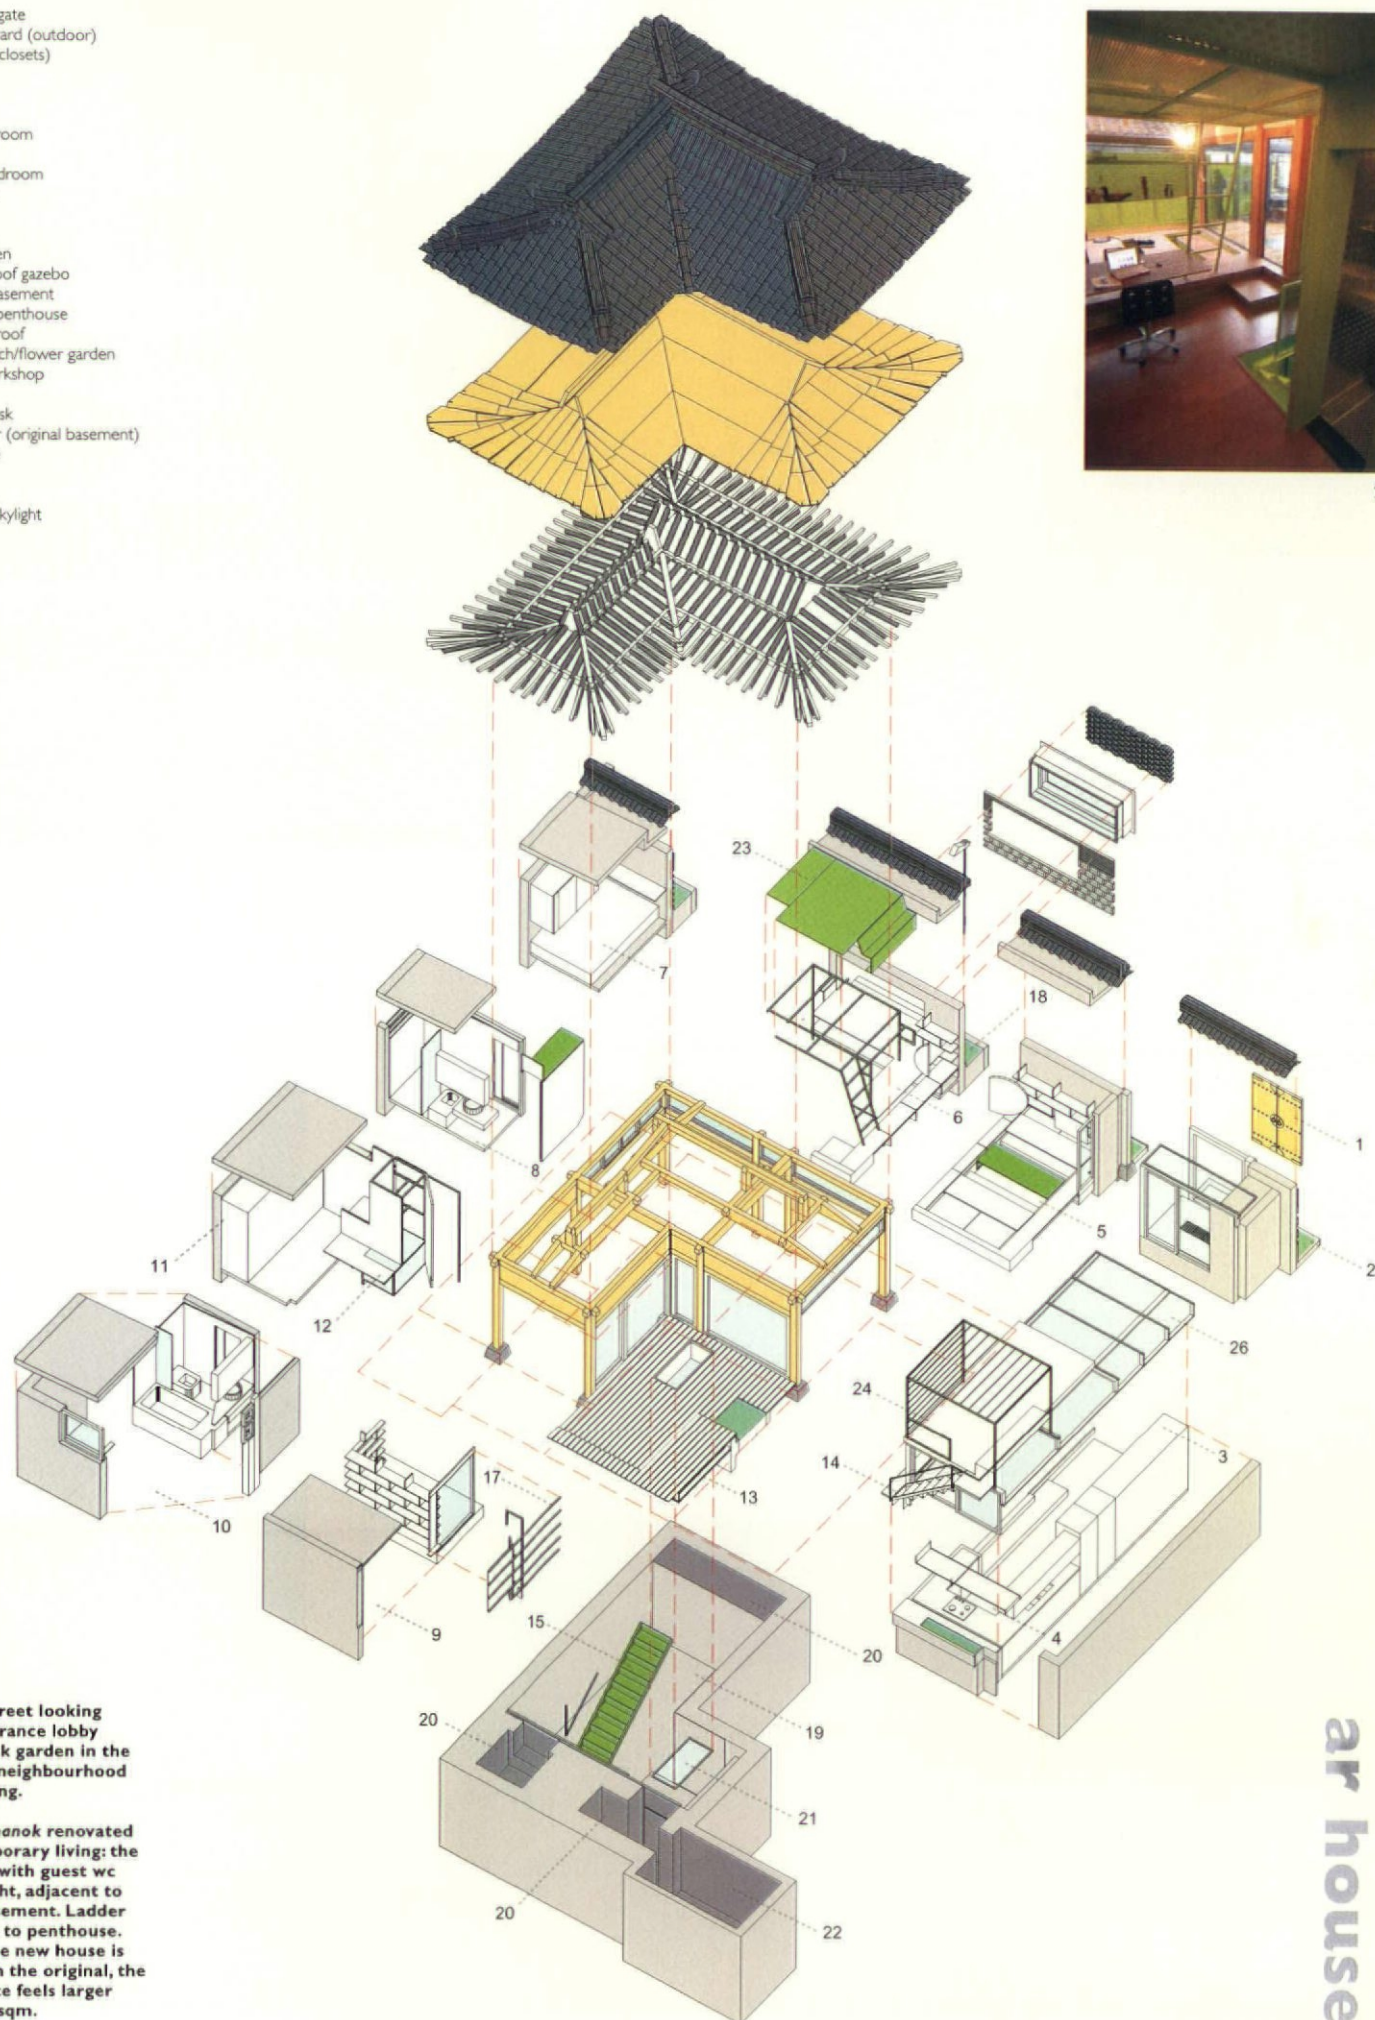 gate
ard (outdoor)
closets)
room
droom
en
oof gazebo
asement
penthouse
roof
ch/flower garden
rkshop
sk
r (original basement)
kylight
23
7
18
6
1
8
5
11
2
12
26
24
3
14
17
13
10
15
9
20
4
20
19
21
20
22
reet looking
rance lobby
k garden in the
neighbourhood
ng.
anok renovated
porary living: the
with guest wc
ht, adjacent to
sement. Ladder
to penthouse.
e new house is
n the original, the
ce feels larger
sqm.
ar house